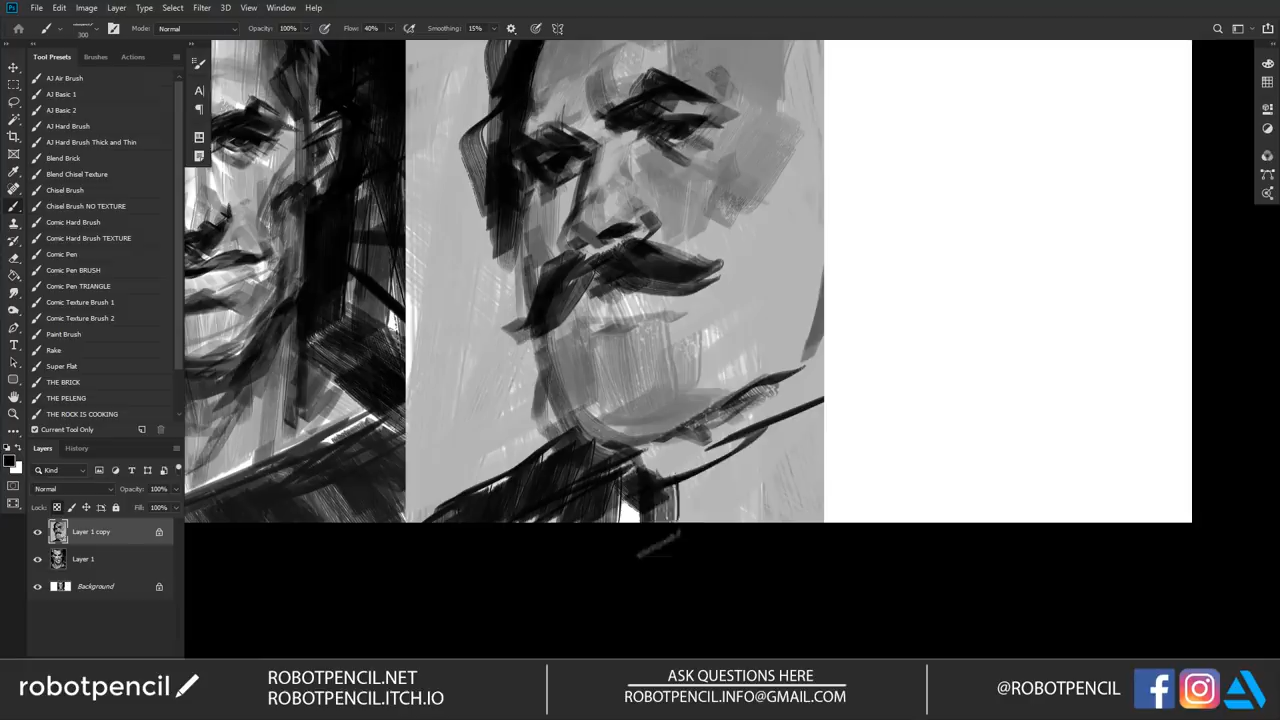 Ps File Edit Image Layer Type Select Filter 3D View Window Help
300 Mode: Normal Opacity: 100% Flow: 40% Smoothing: 15%
Tool Presets Brushes Actions
AJ Air Brush
AJ Basic 1
AJ Basic 2
AJ Hard Brush
AJ Hard Brush Thick and Thin
Blend Brick
Blend Chisel Texture
Chisel Brush
Chisel Brush NO TEXTURE
Comic Hard Brush
Comic Hard Brush TEXTURE
Comic Pen
Comic Pen BRUSH
Comic Pen TRIANGLE
Comic Texture Brush 1
Comic Texture Brush 2
Paint Brush
Rake
Super Flat
THE BRICK
THE PELENG
THE ROCK IS COOKING
Current Tool Only
Layers History
Kind
Normal Opacity: 100%
Lock: Fill: 100%
Layer 1 copy
Layer 1
Background
robotpencil
ROBOTPENCIL.NET
ROBOTPENCIL.ITCH.IO
ASK QUESTIONS HERE
ROBOTPENCIL.INFO@GMAIL.COM
@ROBOTPENCIL